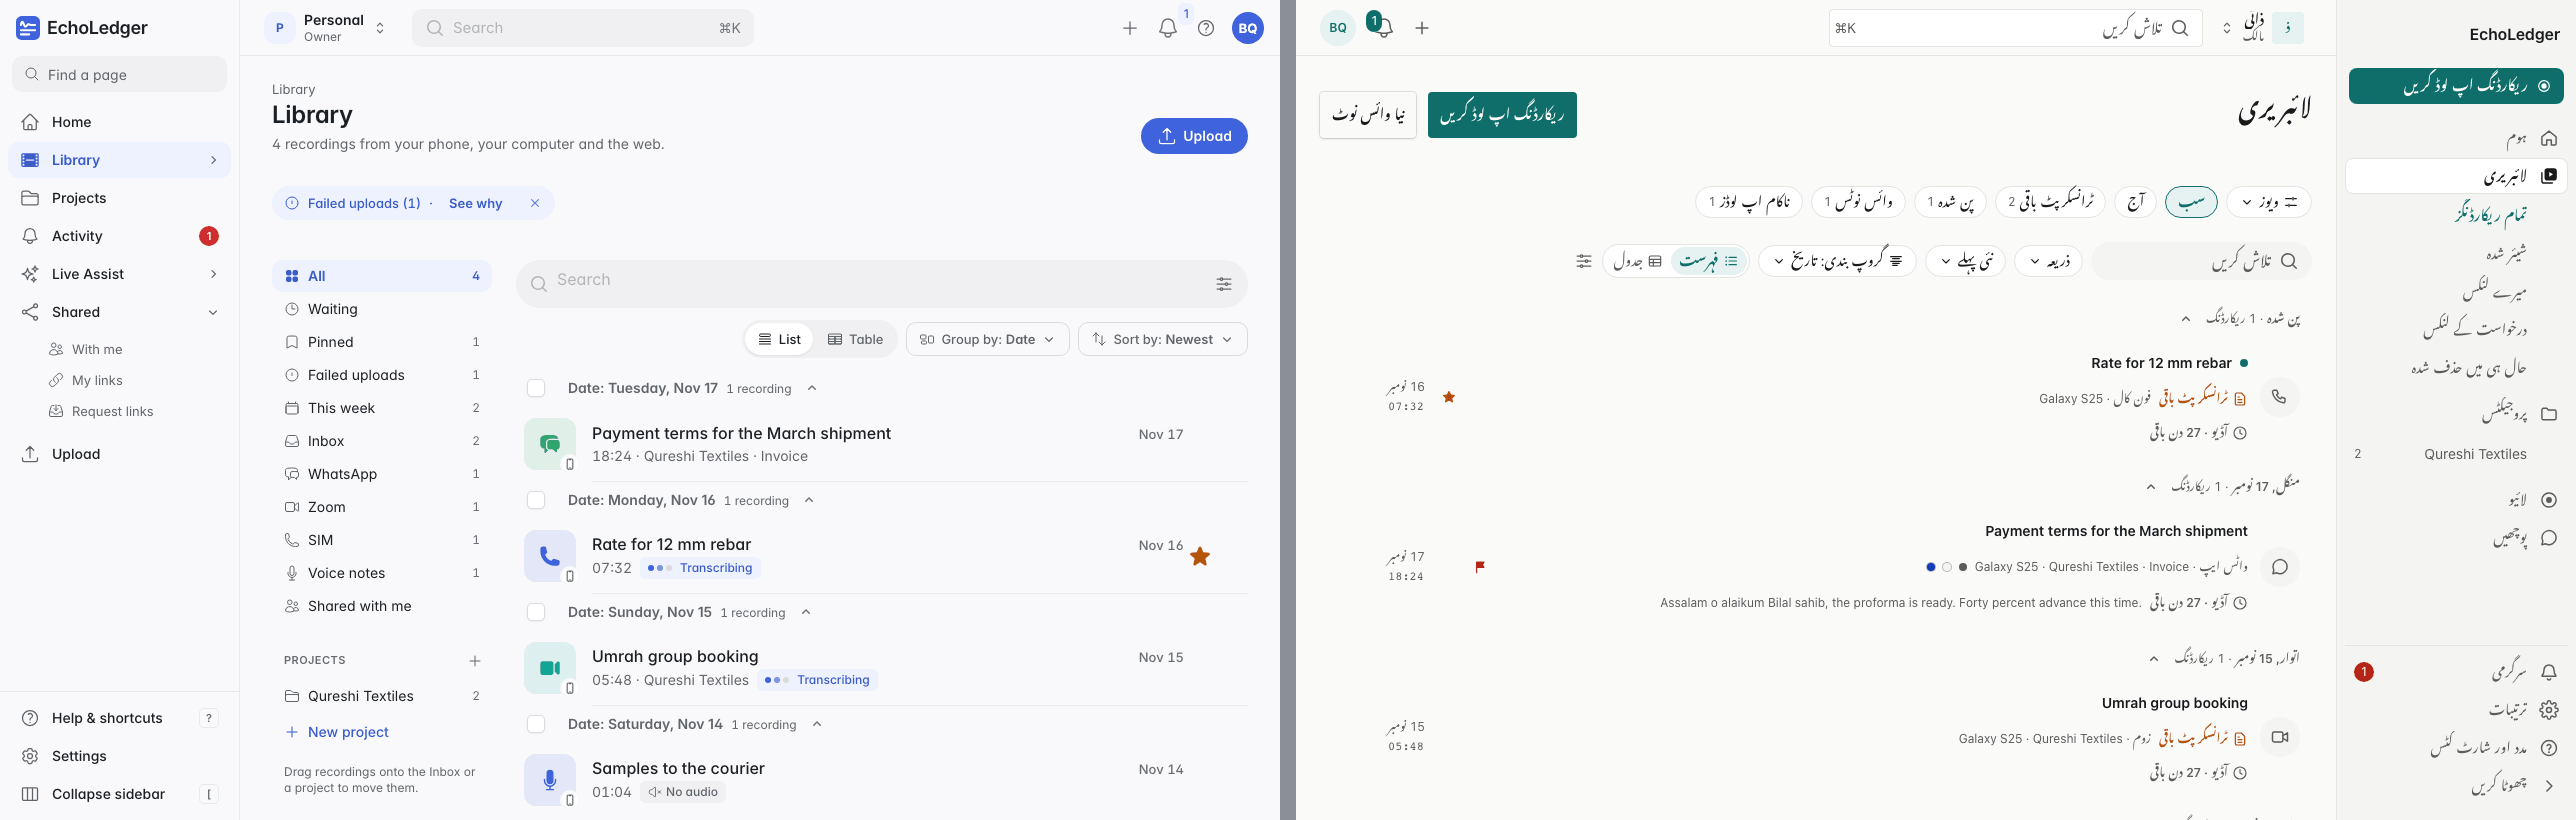 EchoLedger
Find a page
Home
Library
Projects
Activity 1
Live Assist
Shared
With me
My links
Request links
Upload
Help & shortcuts ?
Settings
Collapse sidebar [
P Personal
Owner
Search ⌘K
1
BQ
Library
Library
4 recordings from your phone, your computer and the web.
Upload
Failed uploads (1) · See why
All 4
Waiting
Pinned 1
Failed uploads 1
This week 2
Inbox 2
WhatsApp 1
Zoom 1
SIM 1
Voice notes 1
Shared with me
PROJECTS
Qureshi Textiles 2
New project
Drag recordings onto the Inbox or
a project to move them.
Search
List Table Group by: Date Sort by: Newest
Date: Tuesday, Nov 17 1 recording
Payment terms for the March shipment Nov 17
18:24 · Qureshi Textiles · Invoice
Date: Monday, Nov 16 1 recording
Rate for 12 mm rebar Nov 16
07:32 Transcribing
Date: Sunday, Nov 15 1 recording
Umrah group booking Nov 15
05:48 · Qureshi Textiles Transcribing
Date: Saturday, Nov 14 1 recording
Samples to the courier Nov 14
01:04 No audio
EchoLedger
ریکارڈنگ اپ لوڈ کریں
ہوم
لائبریری
تمام ریکارڈنگز
شیئر شدہ
میرے لنکس
درخواست کے لنکس
حال ہی میں حذف شدہ
پروجیکٹس
Qureshi Textiles 2
لائیو
پوچھیں
سرگرمی 1
ترتیبات
مدد اور شارٹ کٹس
چھوٹا کریں
ذ ذاتی
مالک
تلاش کریں ⌘K
1
BQ
لائبریری
ریکارڈنگ اپ لوڈ کریں
نیا وائس نوٹ
ویوز
سب
آج
ٹرانسکرپٹ باقی 2
پن شدہ 1
وائس نوٹس 1
ناکام اپ لوڈز 1
تلاش کریں
ذریعہ
نئی پہلے
گروپ بندی: تاریخ
فہرست
جدول
پن شدہ · 1 ریکارڈنگ
Rate for 12 mm rebar
ٹرانسکرپٹ باقی فون کال · Galaxy S25
آڈیو · 27 دن باقی
16 نومبر
07:32
منگل, 17 نومبر · 1 ریکارڈنگ
Payment terms for the March shipment
واٹس ایپ · Galaxy S25 · Qureshi Textiles · Invoice
آڈیو · 27 دن باقی Assalam o alaikum Bilal sahib, the proforma is ready. Forty percent advance this time.
17 نومبر
18:24
اتوار, 15 نومبر · 1 ریکارڈنگ
Umrah group booking
ٹرانسکرپٹ باقی زوم · Galaxy S25 · Qureshi Textiles
آڈیو · 27 دن باقی
15 نومبر
05:48